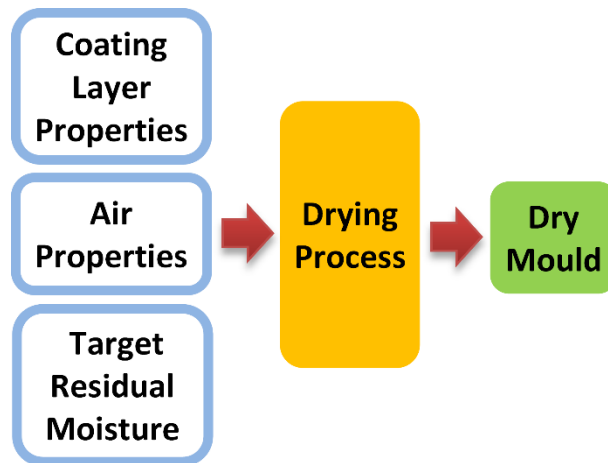 Coating
Layer
Properties
Air
Properties
Target
Residual
Moisture
Drying
Process
Dry
Mould